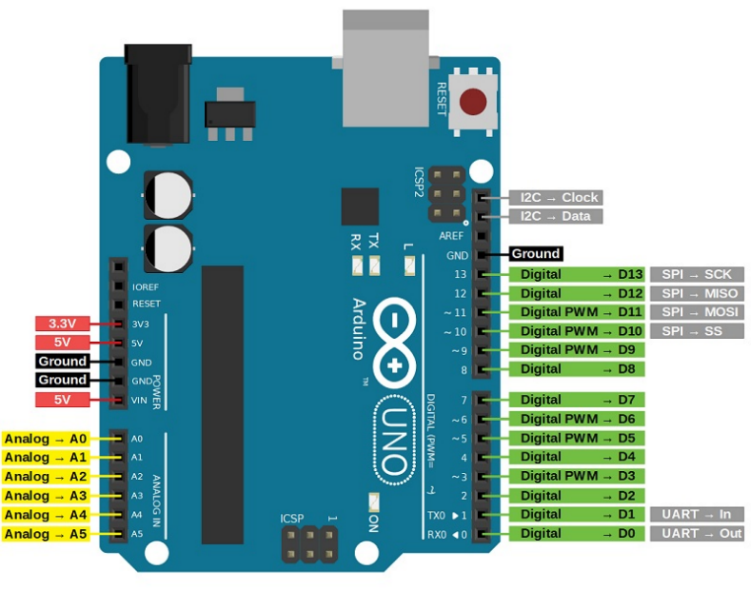 RESET
ICSP2
I2C → Clock
I2C → Data
AREF
GND
Ground
RX
TX
L
13
Digital → D13
SPI → SCK
12
Digital → D12
SPI → MISO
~ 11
Digital PWM → D11
SPI → MOSI
~ 10
Digital PWM → D10
SPI → SS
~ 9
Digital PWM → D9
8
Digital → D8
IOREF
RESET
3.3V
3V3
5V
5V
Ground
GND
Ground
GND
5V
VIN
POWER
Arduino
TM
UNO
DIGITAL (PWM= ~)
7
Digital → D7
~ 6
Digital PWM → D6
~ 5
Digital PWM → D5
4
Digital → D4
~ 3
Digital PWM → D3
2
Digital → D2
TX0 ▶ 1
Digital → D1
UART → In
RX0 ◀ 0
Digital → D0
UART → Out
Analog → A0
A0
Analog → A1
A1
Analog → A2
A2
Analog → A3
A3
Analog → A4
A4
Analog → A5
A5
ANALOG IN
ICSP
1
ON